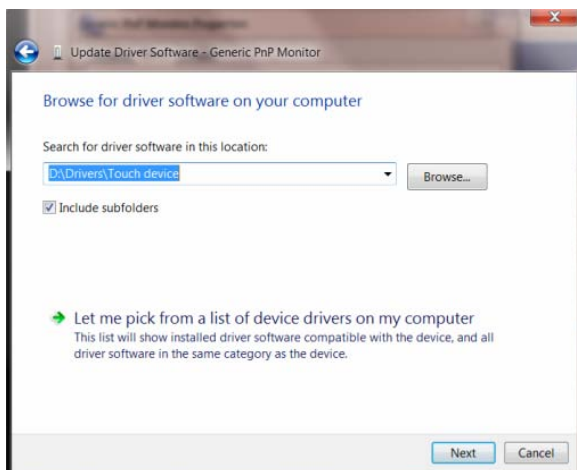 Update Driver Software - Generic PnP Monitor
Browse for driver software on your computer
Search for driver software in this location:
D:\Drivers\Touch device
Browse...
Include subfolders
Let me pick from a list of device drivers on my computer
This list will show installed driver software compatible with the device, and all
driver software in the same category as the device.
Next
Cancel